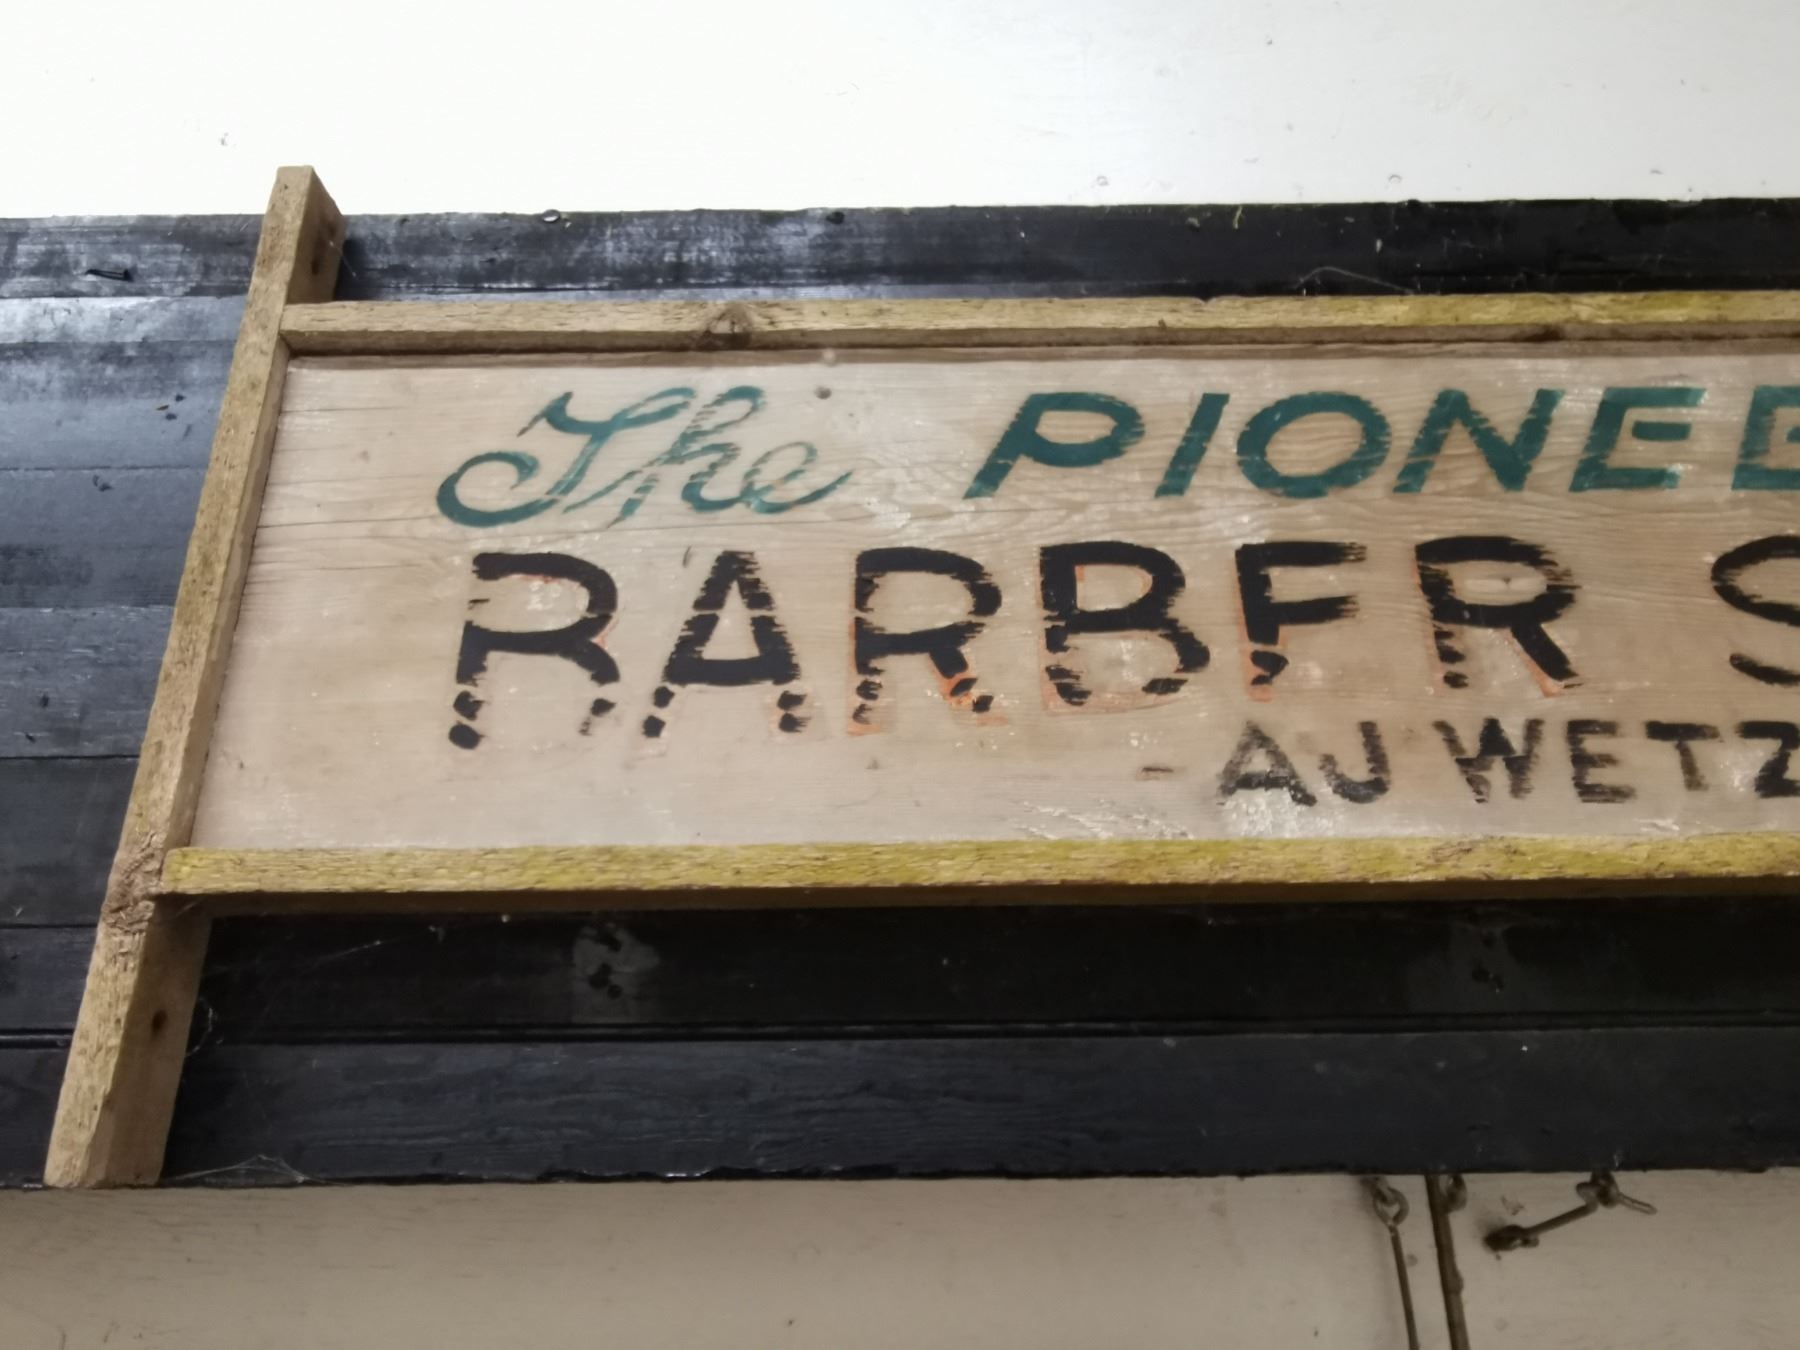 The PIONEE
BARBER S
- AJ WETZ